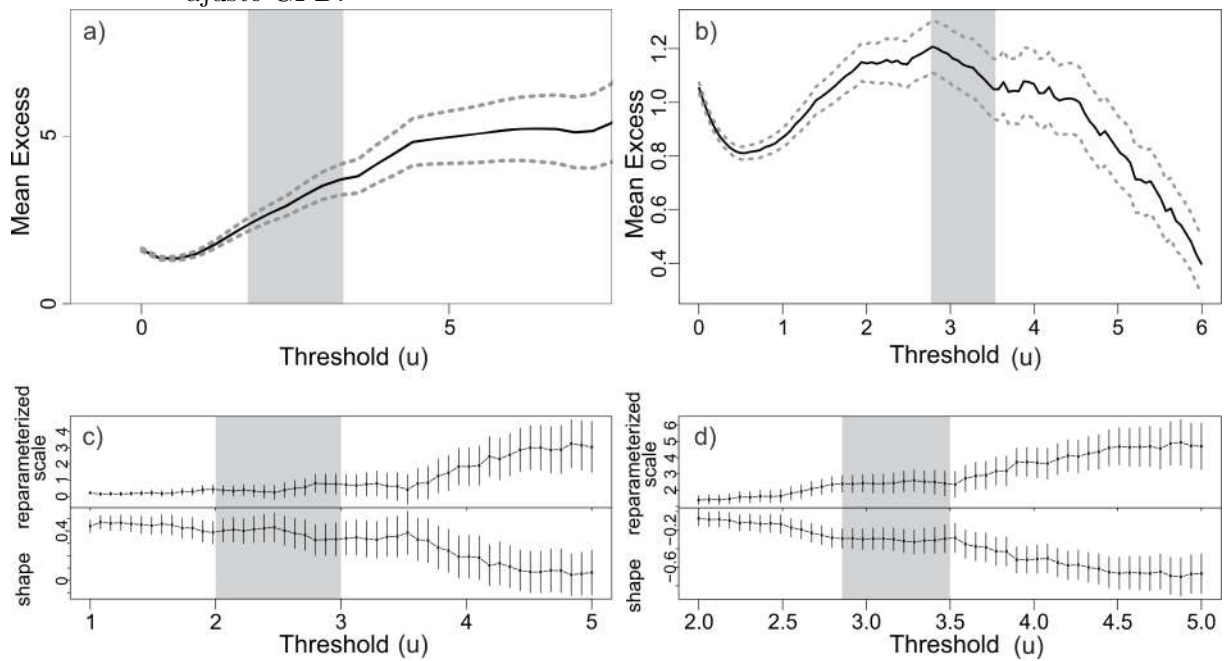 ajuste GPD.
a)
Mean Excess
0 5
0 5
Threshold (u)
b)
Mean Excess
0.4 0.6 0.8 1.0 1.2
0 1 2 3 4 5 6
Threshold (u)
c)
reparameterized
scale
0 1 2 3 4
shape
0 0.4
1 2 3 4 5
Threshold (u)
d)
reparameterized
scale
2 3 4 5 6
shape
−0.6 −0.2
2.0 2.5 3.0 3.5 4.0 4.5 5.0
Threshold (u)